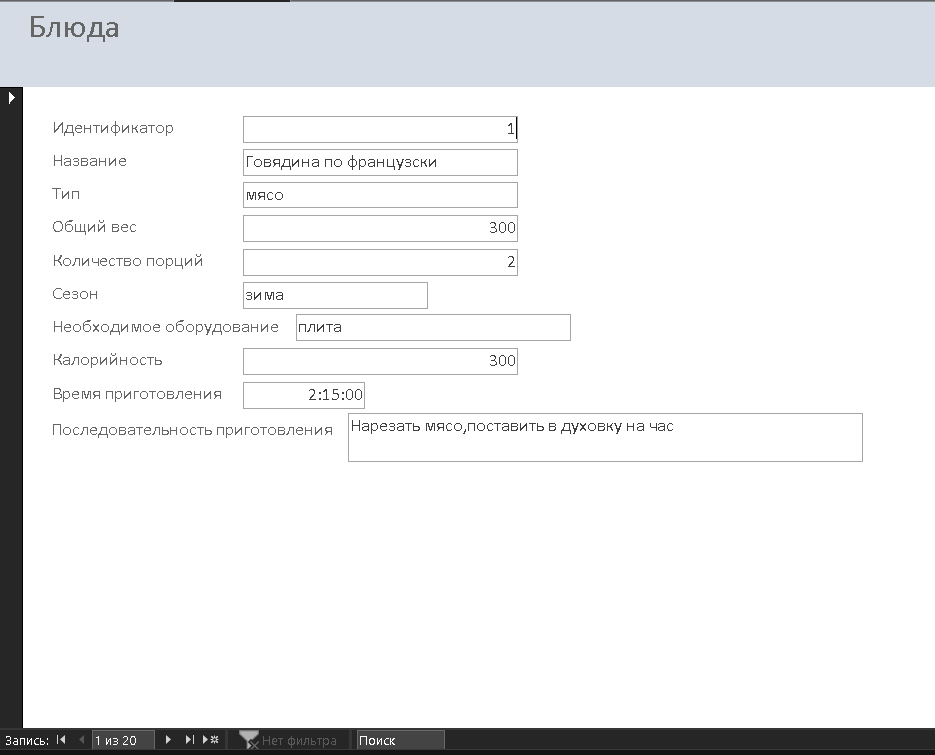 Блюда
Идентификатор 1
Название Говядина по французски
Тип мясо
Общий вес 300
Количество порций 2
Сезон зима
Необходимое оборудование плита
Калорийность 300
Время приготовления 2:15:00
Последовательность приготовления Нарезать мясо,поставить в духовку на час
Запись: 1 из 20 Нет фильтра Поиск